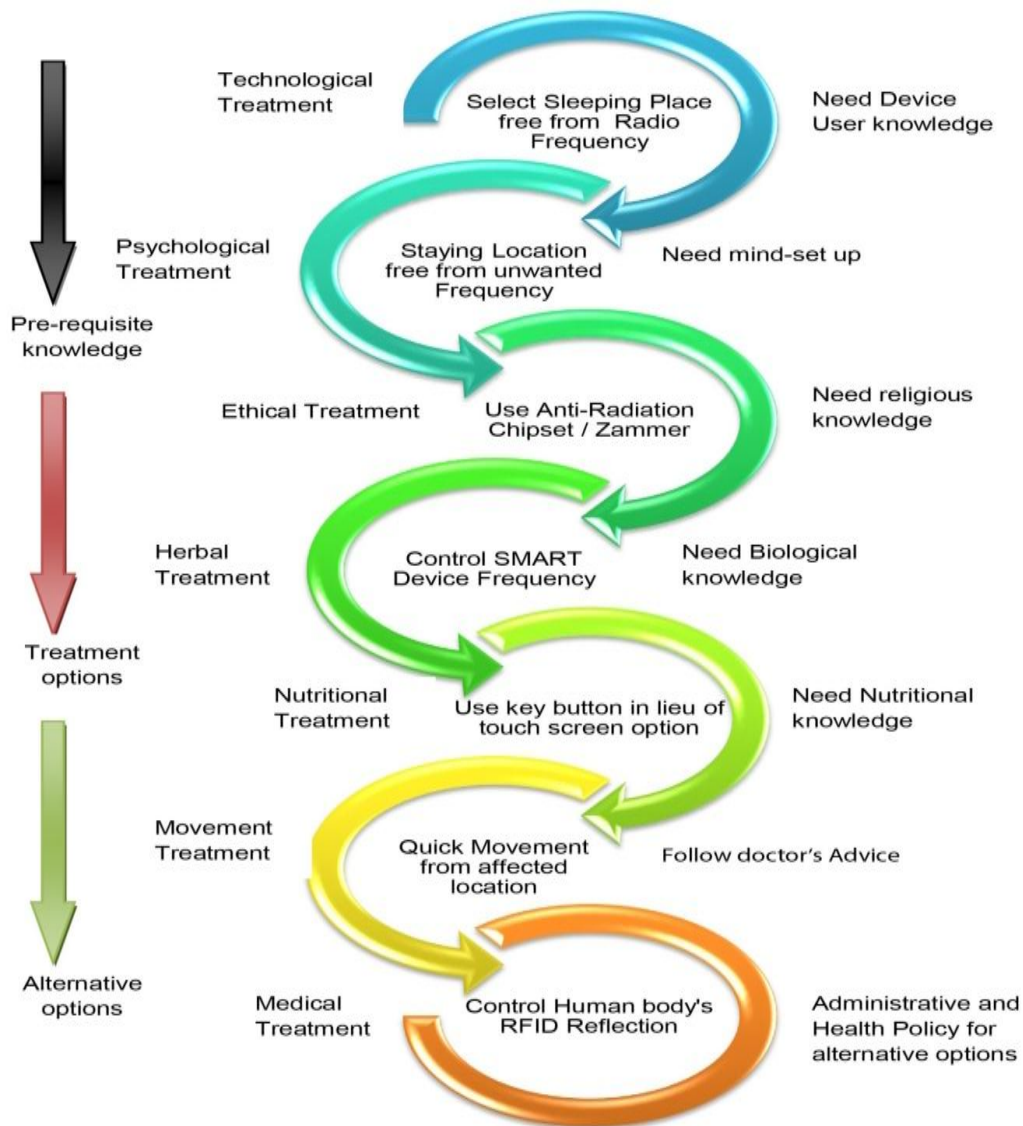 Technological
Treatment
Select Sleeping Place
free from Radio
Frequency
Need Device
User knowledge
Psychological
Treatment
Staying Location
free from unwanted
Frequency
Need mind-set up
Pre-requisite
knowledge
Ethical Treatment
Use Anti-Radiation
Chipset / Zammer
Need religious
knowledge
Herbal
Treatment
Control SMART
Device Frequency
Need Biological
knowledge
Treatment
options
Nutritional
Treatment
Use key button in lieu of
touch screen option
Need Nutritional
knowledge
Movement
Treatment
Quick Movement
from affected
location
Follow doctor's Advice
Alternative
options
Medical
Treatment
Control Human body's
RFID Reflection
Administrative and
Health Policy for
alternative options